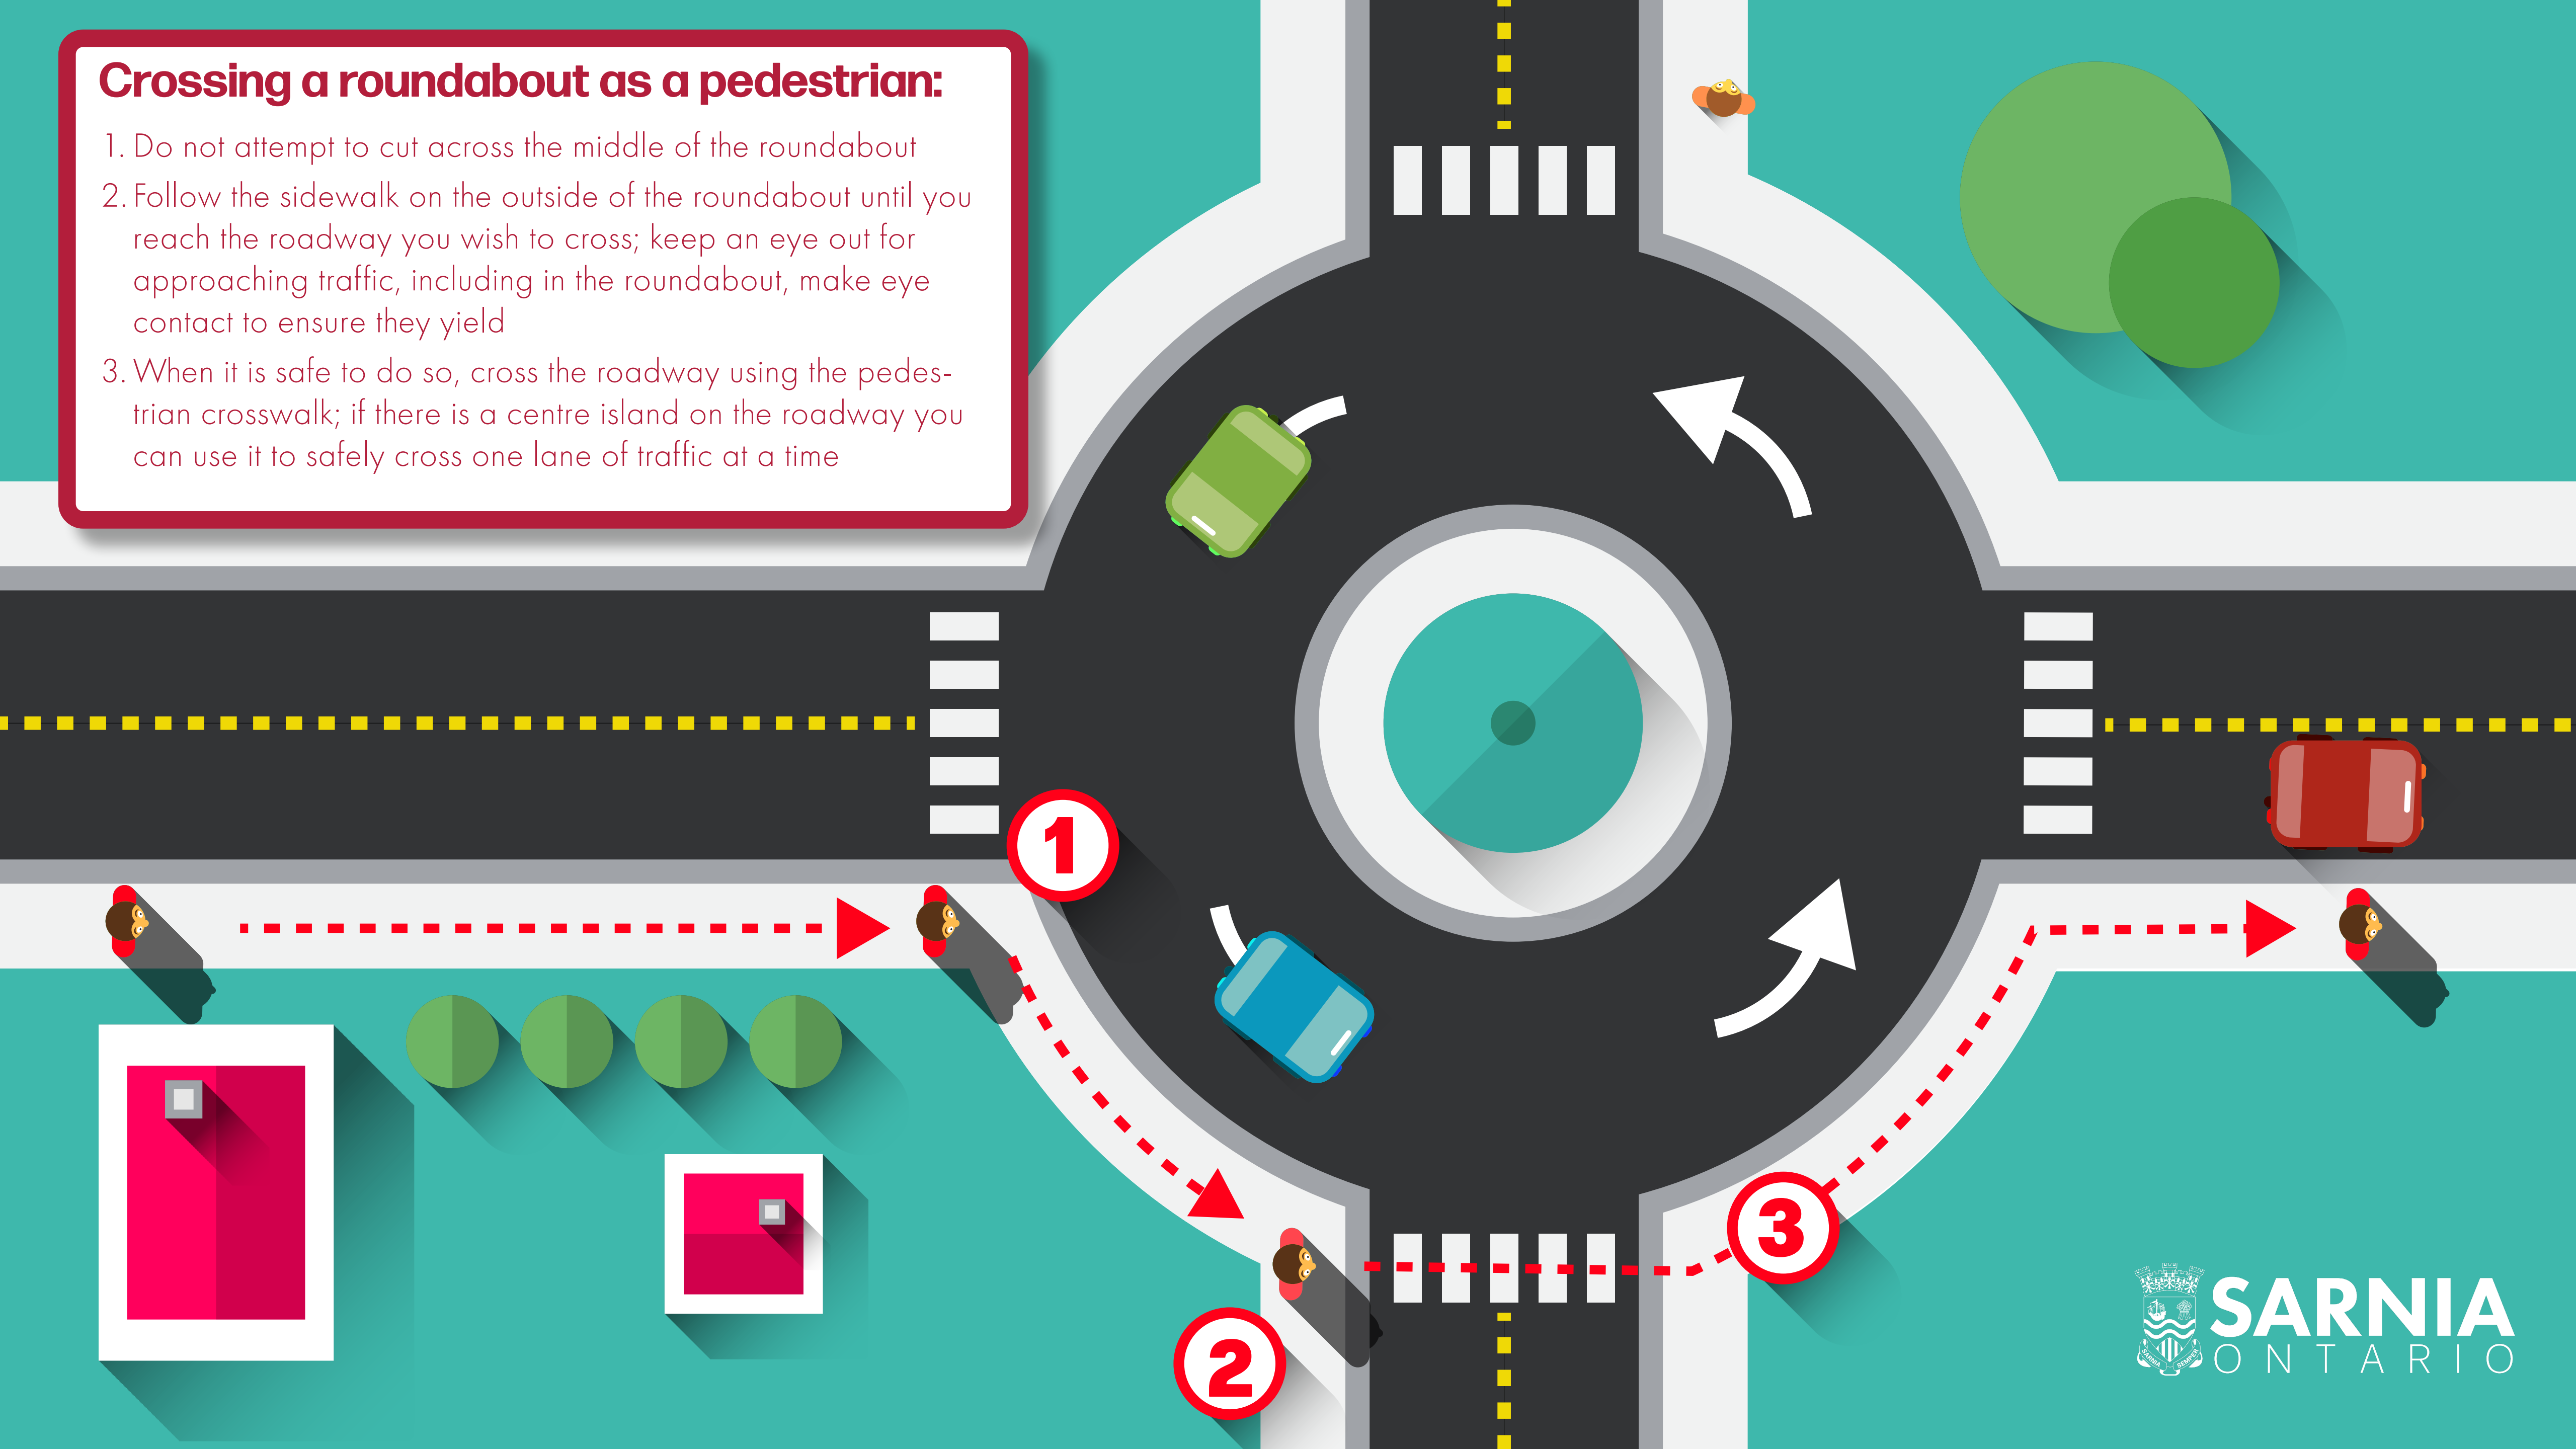 Crossing a roundabout as a pedestrian:
1. Do not attempt to cut across the middle of the roundabout
2. Follow the sidewalk on the outside of the roundabout until you
reach the roadway you wish to cross; keep an eye out for
approaching traffic, including in the roundabout, make eye
contact to ensure they yield
3. When it is safe to do so, cross the roadway using the pedes-
trian crosswalk; if there is a centre island on the roadway you
can use it to safely cross one lane of traffic at a time
1
2
3
SARNIA
ONTARIO
SARNIA SEMPER